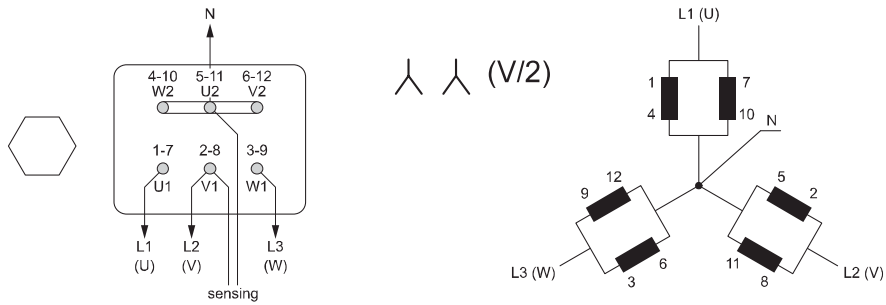 N
4-10 5-11 6-12
W2 U2 V2
1-7 2-8 3-9
U1 V1 W1
L1 L2 L3
(U) (V) (W)
sensing
(V/2)
L1 (U)
1 7
4 10
N
12 5
9 2
6 11
3 8
L3 (W) L2 (V)